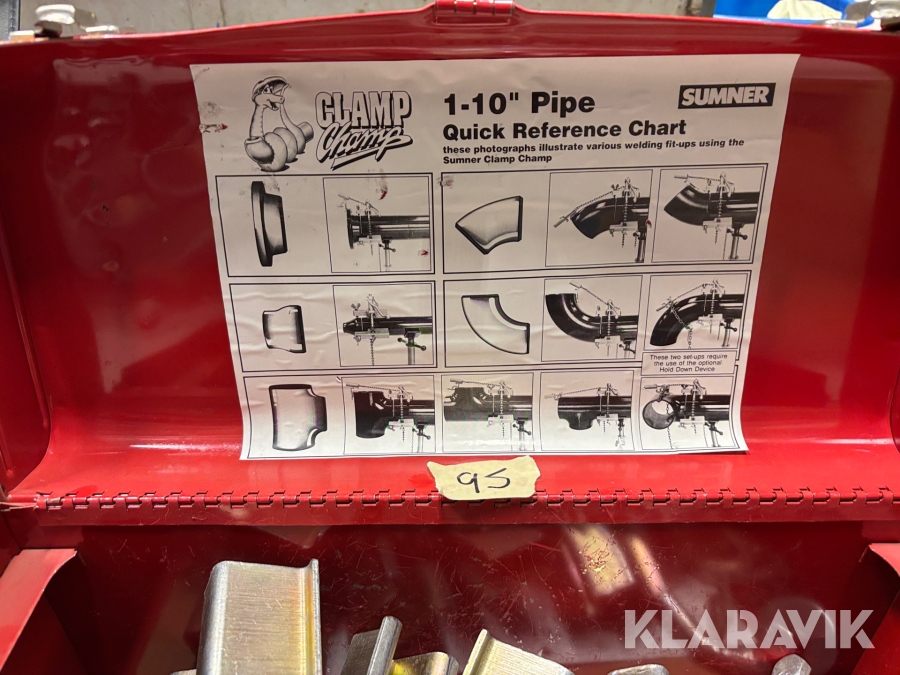 CLAMP
Champ
1-10" Pipe
Quick Reference Chart
these photographs illustrate various welding fit-ups using the
Sumner Clamp Champ
SUMNER
These two set-ups require
the use of the optional
Hold Down Device
95
KLARAVIK